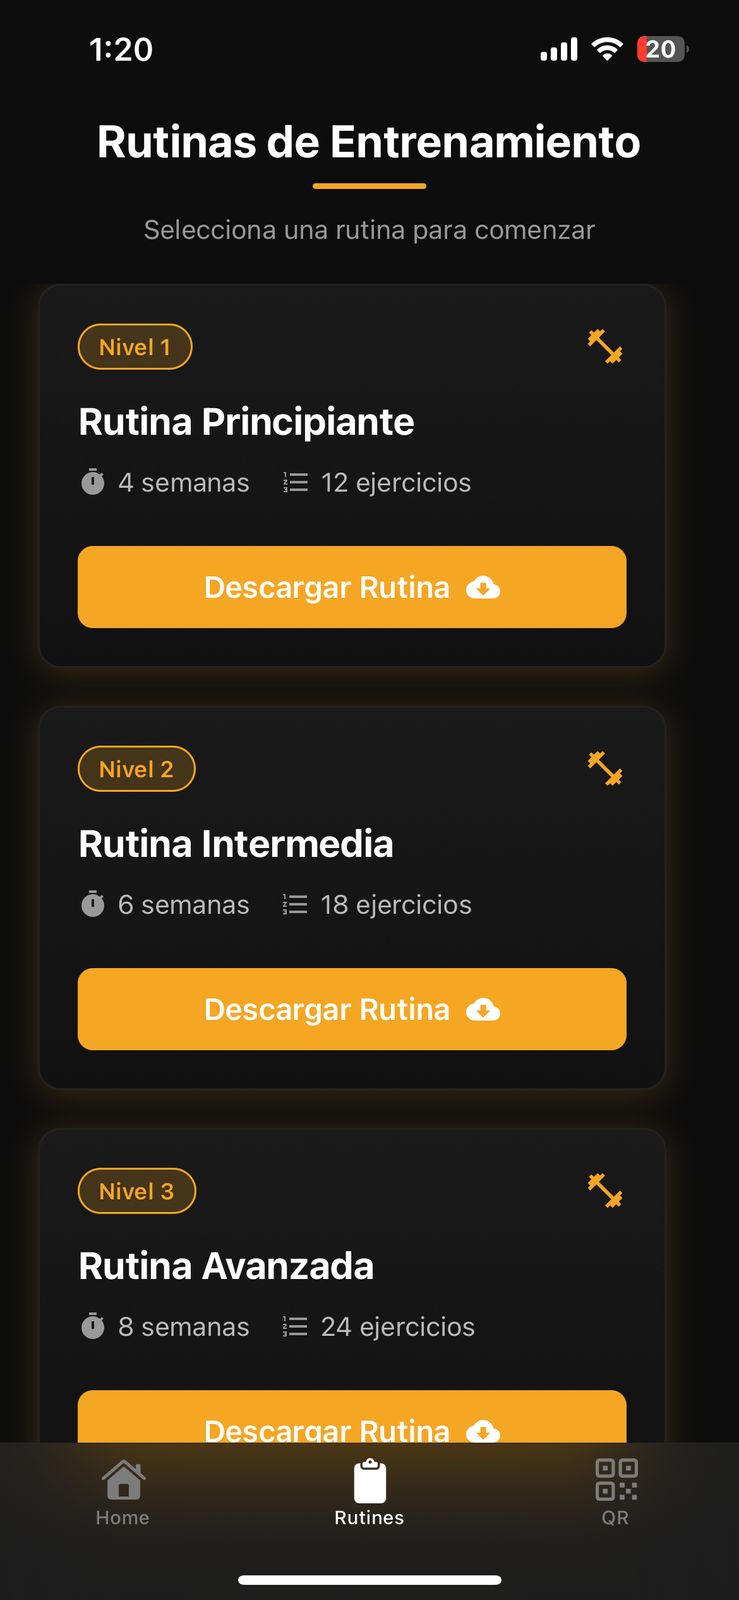 1:20
20
Rutinas de Entrenamiento
Selecciona una rutina para comenzar
Nivel 1
Rutina Principiante
4 semanas 12 ejercicios
Descargar Rutina
Nivel 2
Rutina Intermedia
6 semanas 18 ejercicios
Descargar Rutina
Nivel 3
Rutina Avanzada
8 semanas 24 ejercicios
Descargar Rutina
Home Rutines QR